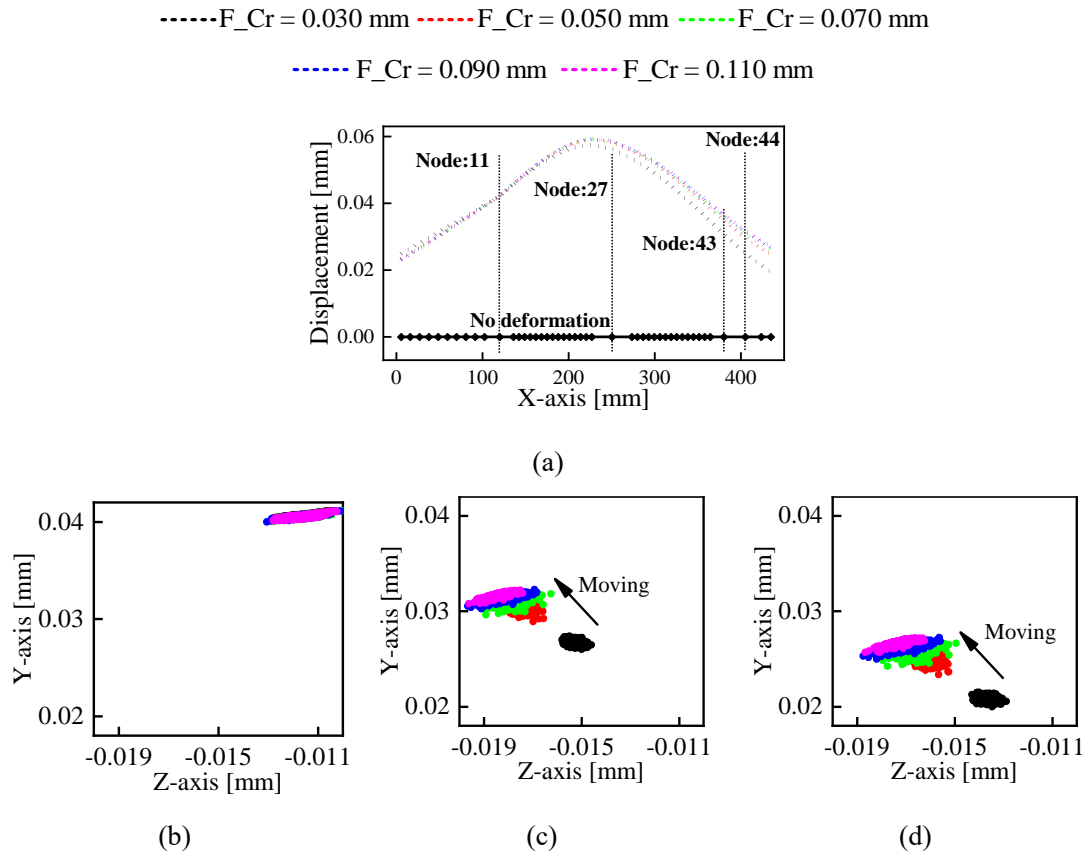 F_Cr = 0.030 mm F_Cr = 0.050 mm F_Cr = 0.070 mm
F_Cr = 0.090 mm F_Cr = 0.110 mm
Displacement [mm]
0.06
0.04
0.02
0.00
Node:11
Node:27
Node:44
Node:43
No deformation
0 100 200 300 400
X-axis [mm]
(a)
Y-axis [mm]
0.04
0.03
0.02
-0.019 -0.015 -0.011
Z-axis [mm]
(b)
Y-axis [mm]
0.04
0.03
0.02
Moving
-0.019 -0.015 -0.011
Z-axis [mm]
(c)
Y-axis [mm]
0.04
0.03
0.02
Moving
-0.019 -0.015 -0.011
Z-axis [mm]
(d)